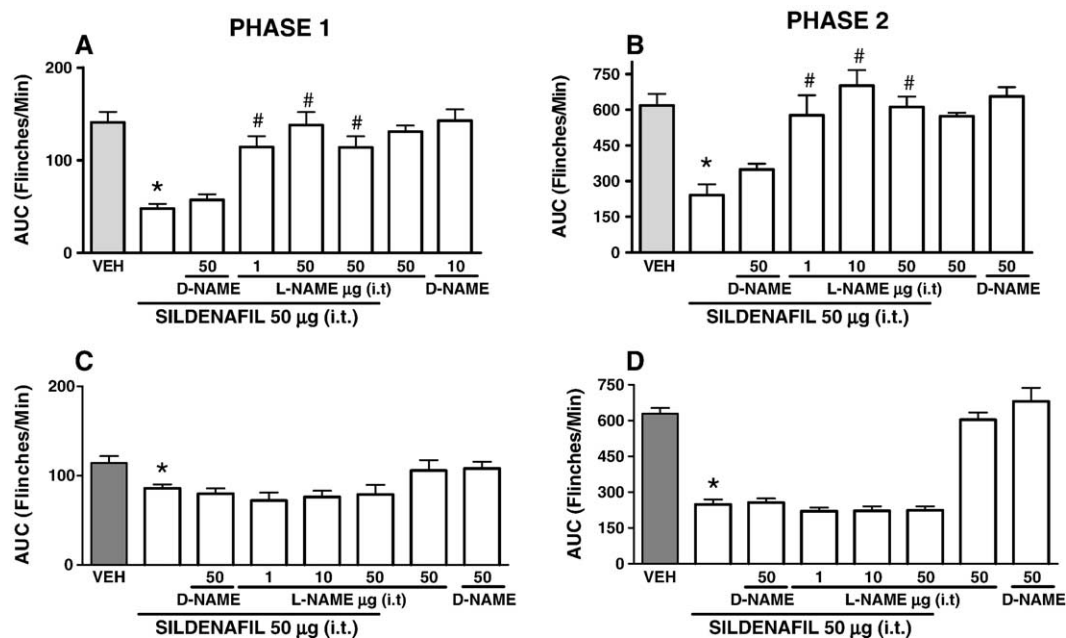 PHASE 1
PHASE 2
A
AUC (Flinches/Min)
200
100
0
*
#
#
#
VEH
50
1
50
50
50
10
D-NAME
L-NAME µg (i.t)
D-NAME
SILDENAFIL 50 µg (i.t.)
B
AUC (Flinches/Min)
750
600
450
300
150
0
*
#
#
#
VEH
50
1
10
50
50
50
D-NAME
L-NAME µg (i.t)
D-NAME
SILDENAFIL 50 µg (i.t.)
C
AUC (Flinches/Min)
200
100
0
*
VEH
50
1
10
50
50
50
D-NAME
L-NAME µg (i.t)
D-NAME
SILDENAFIL 50 µg (i.t.)
D
AUC (Flinches/Min)
750
600
450
300
150
0
*
VEH
50
1
10
50
50
50
D-NAME
L-NAME µg (i.t)
D-NAME
SILDENAFIL 50 µg (i.t.)